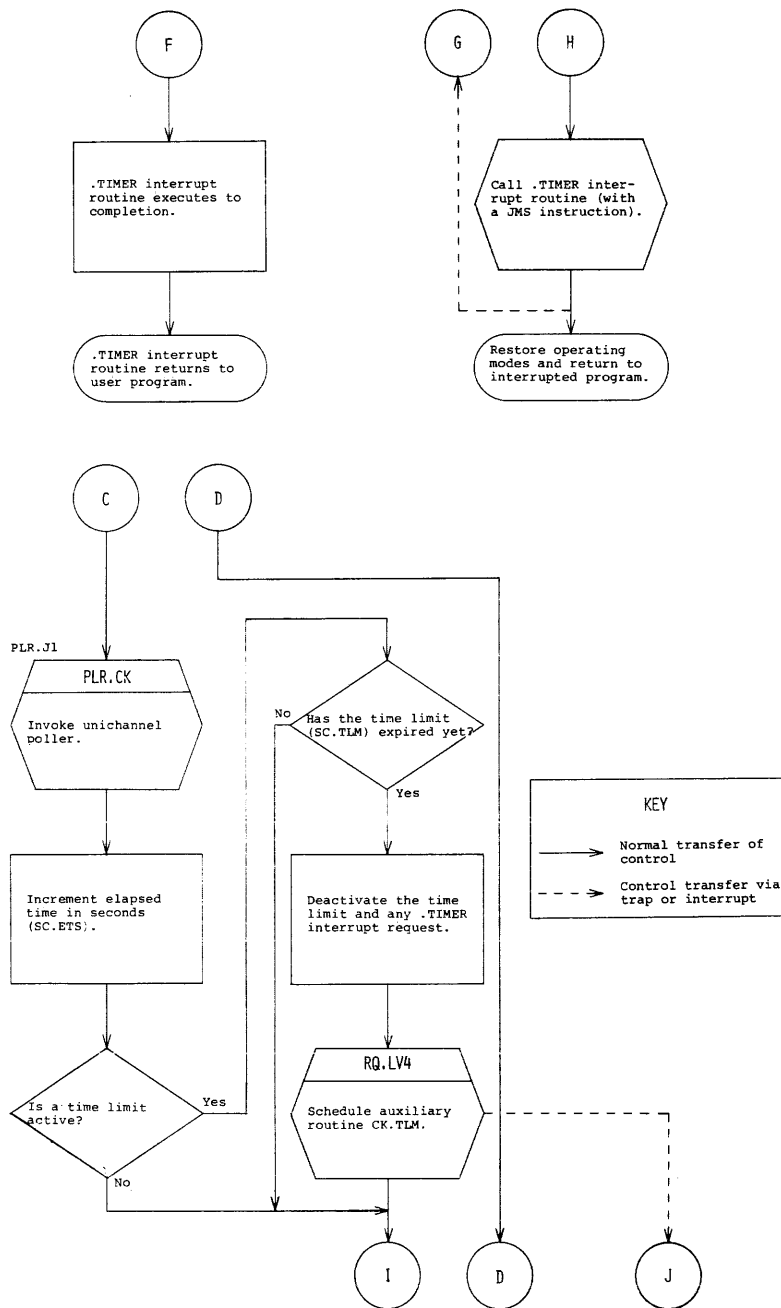 F
G
H
.TIMER interrupt
routine executes to
completion.
Call .TIMER inter-
rupt routine (with
a JMS instruction).
.TIMER interrupt
routine returns to
user program.
Restore operating
modes and return to
interrupted program.
C
D
PLR.J1
PLR.CK
Invoke unichannel
poller.
No
Has the time limit
(SC.TLM) expired yet?
Yes
Increment elapsed
time in seconds
(SC.ETS).
Deactivate the time
limit and any .TIMER
interrupt request.
KEY
Normal transfer of
control
Control transfer via
trap or interrupt
Is a time limit
active?
Yes
No
RQ.LV4
Schedule auxiliary
routine CK.TLM.
I
D
J